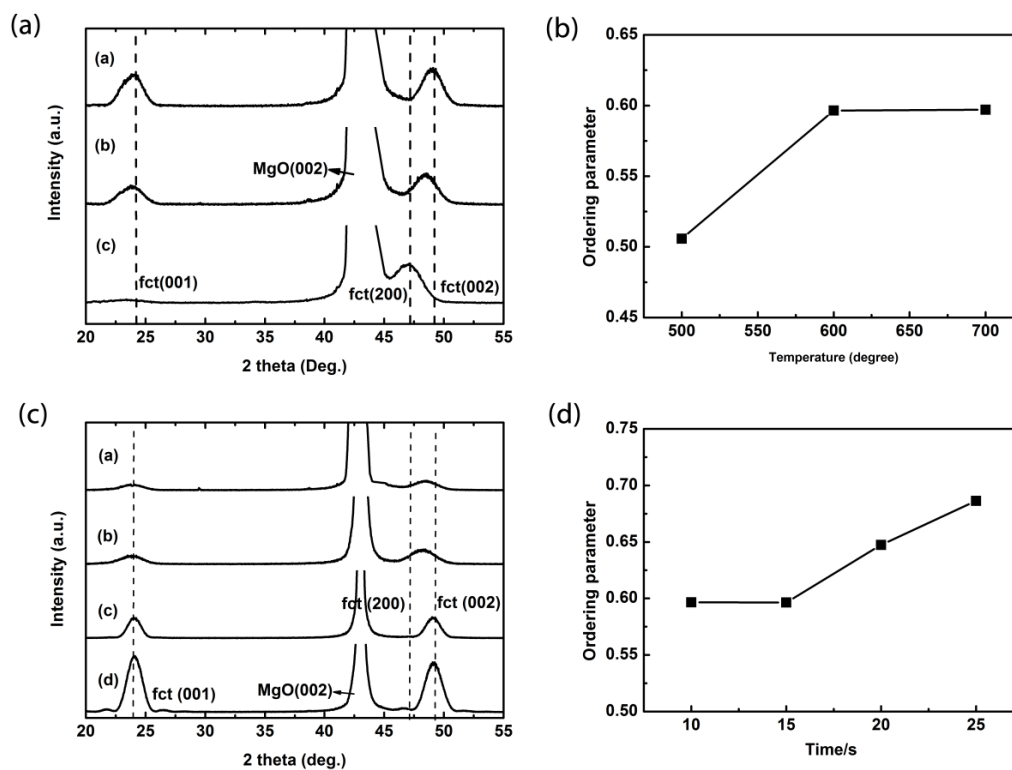 (a)
(a)
(b)
MgO(002)
(c)
fct(001)
fct(200)
fct(002)
Intensity (a.u.)
20 25 30 35 40 45 50 55
2 theta (Deg.)
(b)
0.65
0.60
0.55
0.50
0.45
Ordering parameter
500 550 600 650 700
Temperature (degree)
(c)
(a)
(b)
(c)
fct (200)
fct (002)
(d)
fct (001)
MgO(002)
Intensity (a.u.)
20 25 30 35 40 45 50 55
2 theta (deg.)
(d)
0.75
0.70
0.65
0.60
0.55
0.50
Ordering parameter
10 15 20 25
Time/s